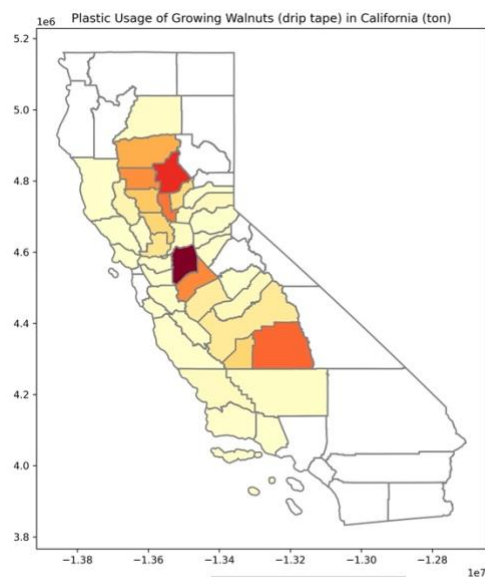 Plastic Usage of Growing Walnuts (drip tape) in California (ton)
1e6
5.2
5.0
4.8
4.6
4.4
4.2
4.0
3.8
−1.38 −1.36 −1.34 −1.32 −1.30 −1.28
1e7